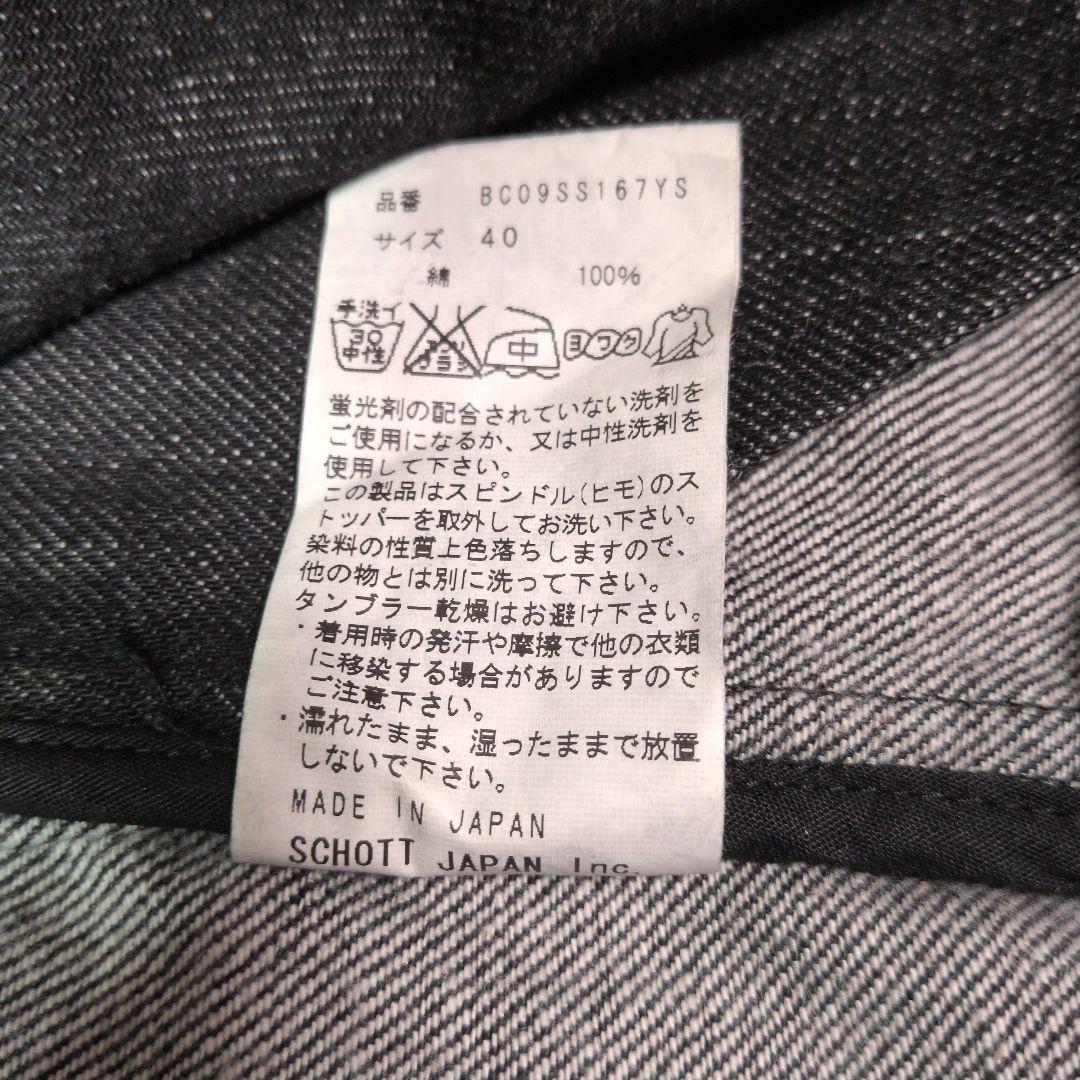 品番 BC09SS167YS
サイズ 40
綿 100%
手洗イ
30
中性
エンソ
サラシ
中
ヨワク
蛍光剤の配合されていない洗剤を
ご使用になるか、又は中性洗剤を
使用して下さい。
この製品はスピンドル(ヒモ)のス
トッパーを取外してお洗い下さい。
染料の性質上色落ちしますので、
他の物とは別に洗って下さい。
タンブラー乾燥はお避け下さい。
・着用時の発汗や摩擦で他の衣類
に移染する場合がありますので
ご注意下さい。
・濡れたまま、湿ったままで放置
しないで下さい。
MADE IN JAPAN
SCHOTT JAPAN Inc.